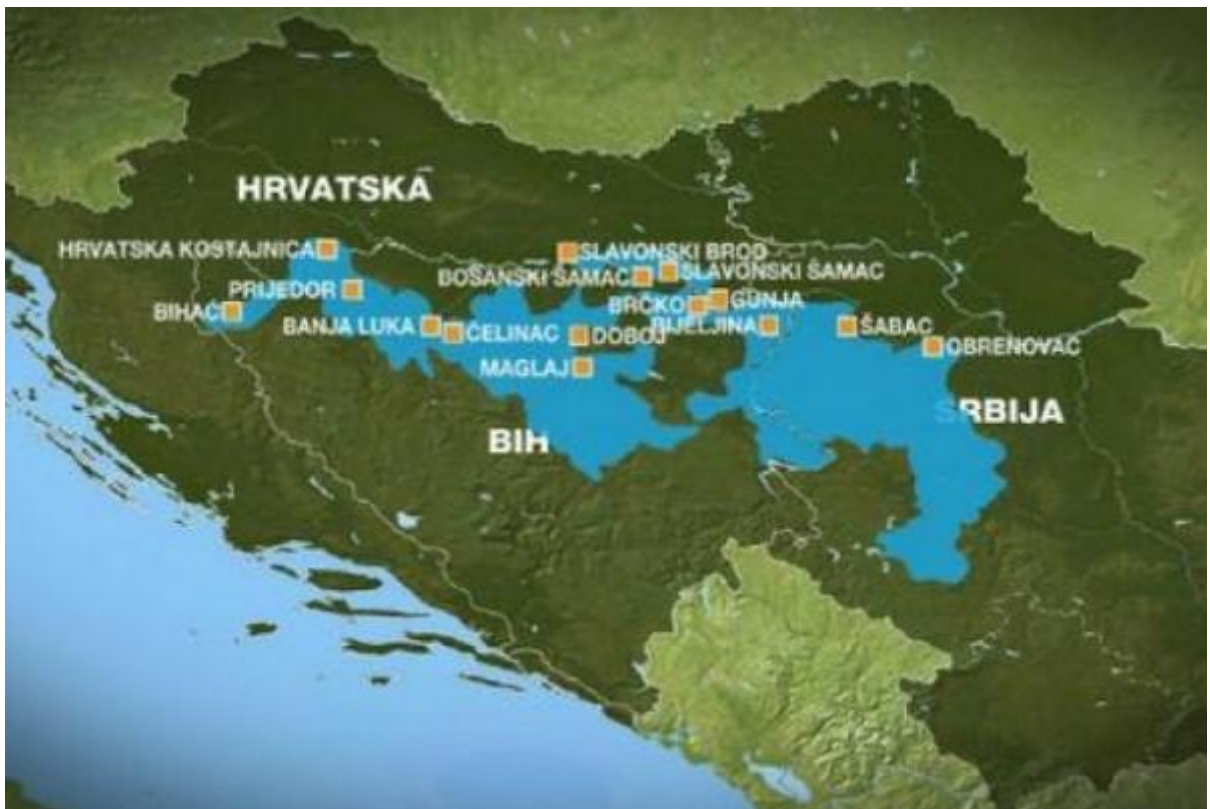 HRVATSKA
HRVATSKA KOSTAJNICA
SLAVONSKI BROD
BOŠANSKI ŠAMAC
SLAVONSKI ŠAMAC
PRIJEDOR
BIHAĆ
BRČKO
GUNJA
BANJA LUKA
ČELINAC
DOBOJ
BIJELJINA
ŠABAC
OBRENOVAC
MAGLAJ
SRBIJA
BIH